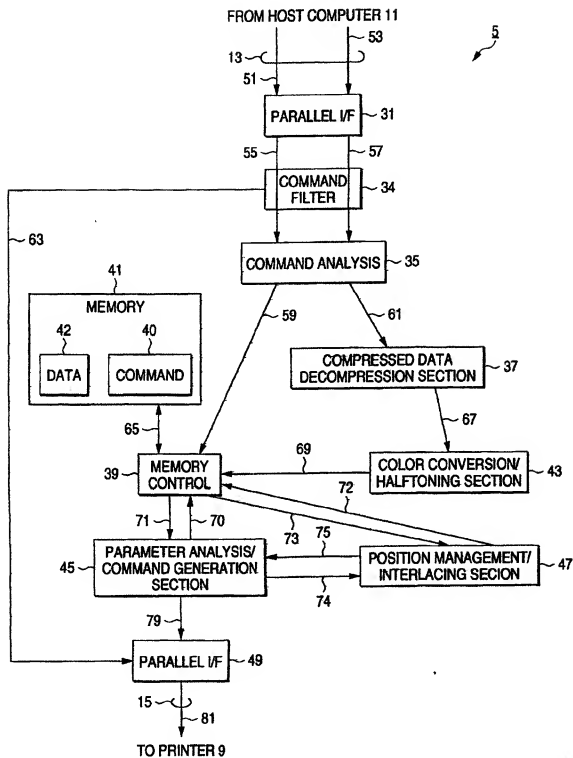 FROM HOST COMPUTER 11
53
5
13
51
PARALLEL I/F
31
55
57
COMMAND
FILTER
34
63
COMMAND ANALYSIS
35
41
MEMORY
59
61
42
40
DATA
COMMAND
COMPRESSED DATA
DECOMPRESSION SECTION
37
65
67
69
39
MEMORY
CONTROL
COLOR CONVERSION/
HALFTONING SECTION
43
72
71
70
73
75
45
PARAMETER ANALYSIS/
COMMAND GENERATION
SECTION
POSITION MANAGEMENT/
INTERLACING SECION
47
74
79
PARALLEL I/F
49
15
81
TO PRINTER 9